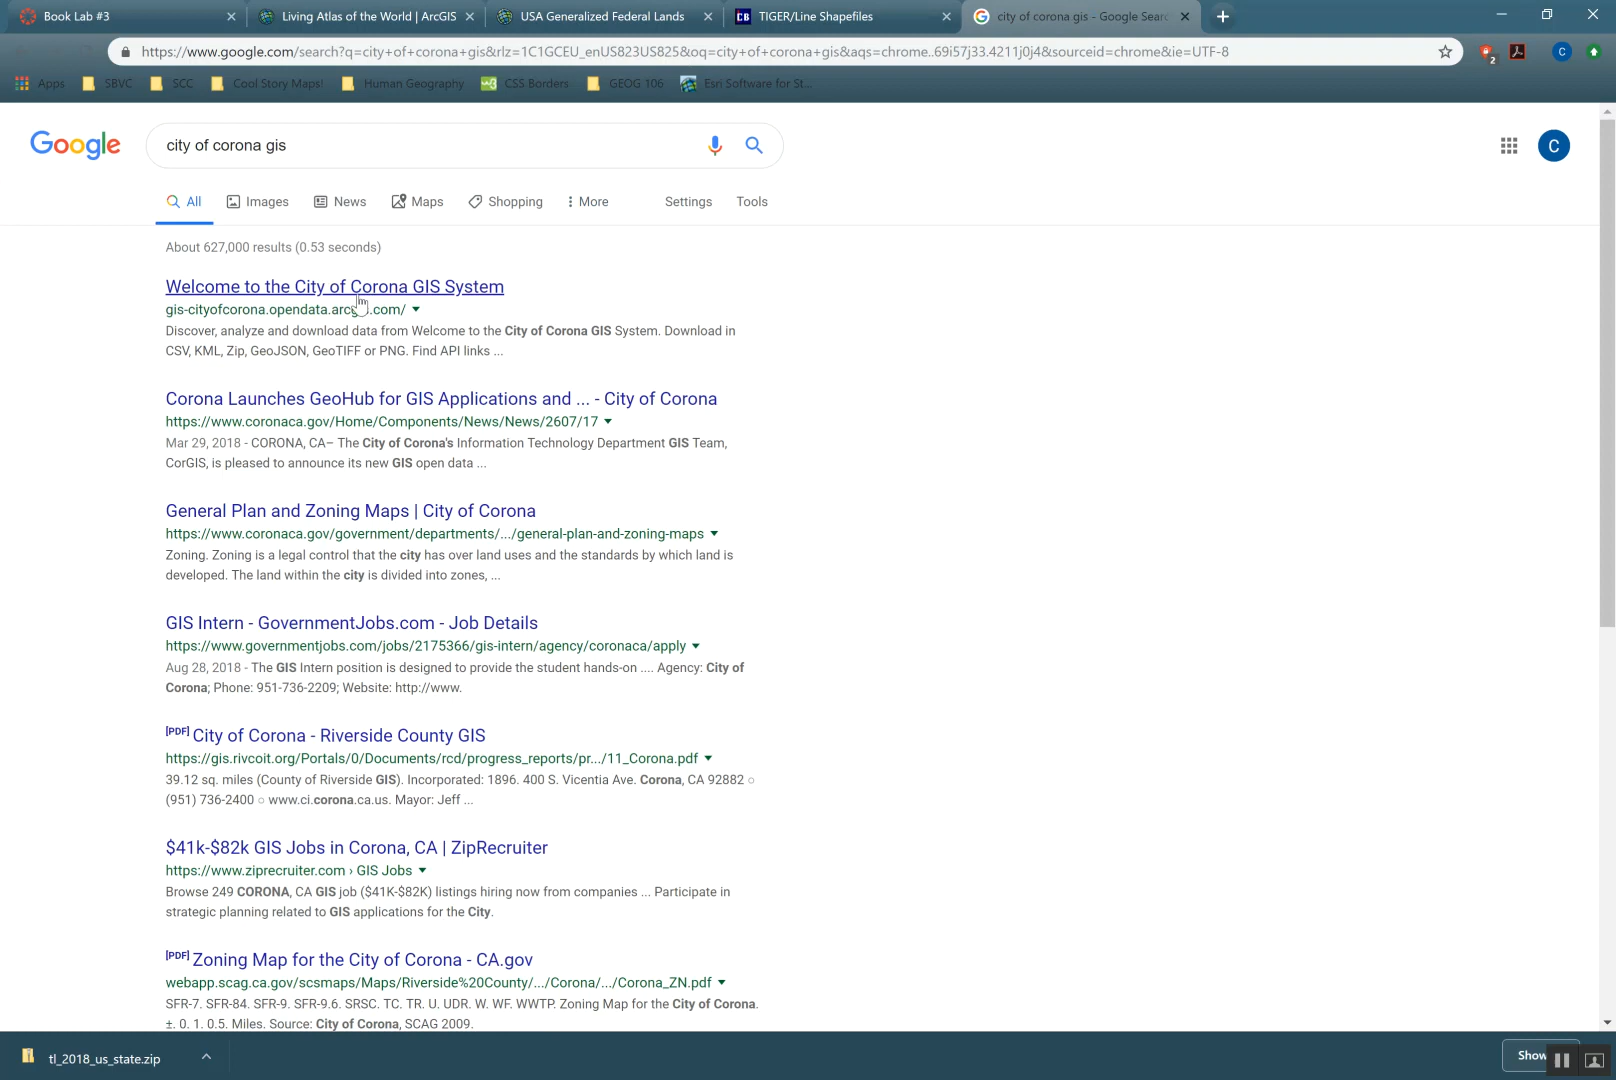 Book Lab #3
Living Atlas of the World | ArcGIS
USA Generalized Federal Lands
CB TIGER/Line Shapefiles
city of corona gis - Google Searc
https://www.google.com/search?q=city+of+corona+gis&rlz=1C1GCEU_enUS823US825&oq=city+of+corona+gis&aqs=chrome..69i57j33.4211j0j4&sourceid=chrome&ie=UTF-8
2
C
Apps
SBVC
SCC
Cool Story Maps!
Human Geography
w3 CSS Borders
GEOG 106
Esri Software for St...
Google
city of corona gis
C
All
Images
News
Maps
Shopping
More
Settings
Tools
About 627,000 results (0.53 seconds)
Welcome to the City of Corona GIS System
gis-cityofcorona.opendata.arcgis.com/
Discover, analyze and download data from Welcome to the City of Corona GIS System. Download in
CSV, KML, Zip, GeoJSON, GeoTIFF or PNG. Find API links ...
Corona Launches GeoHub for GIS Applications and ... - City of Corona
https://www.coronaca.gov/Home/Components/News/News/2607/17
Mar 29, 2018 - CORONA, CA– The City of Corona's Information Technology Department GIS Team,
CorGIS, is pleased to announce its new GIS open data ...
General Plan and Zoning Maps | City of Corona
https://www.coronaca.gov/government/departments/.../general-plan-and-zoning-maps
Zoning. Zoning is a legal control that the city has over land uses and the standards by which land is
developed. The land within the city is divided into zones, ...
GIS Intern - GovernmentJobs.com - Job Details
https://www.governmentjobs.com/jobs/2175366/gis-intern/agency/coronaca/apply
Aug 28, 2018 - The GIS Intern position is designed to provide the student hands-on .... Agency: City of
Corona; Phone: 951-736-2209; Website: http://www.
[PDF] City of Corona - Riverside County GIS
https://gis.rivcoit.org/Portals/0/Documents/rcd/progress_reports/pr.../11_Corona.pdf
39.12 sq. miles (County of Riverside GIS). Incorporated: 1896. 400 S. Vicentia Ave. Corona, CA 92882 ○
(951) 736-2400 ○ www.ci.corona.ca.us. Mayor: Jeff ...
$41k-$82k GIS Jobs in Corona, CA | ZipRecruiter
https://www.ziprecruiter.com › GIS Jobs
Browse 249 CORONA, CA GIS job ($41K-$82K) listings hiring now from companies ... Participate in
strategic planning related to GIS applications for the City.
[PDF] Zoning Map for the City of Corona - CA.gov
webapp.scag.ca.gov/scsmaps/Maps/Riverside%20County/.../Corona/.../Corona_ZN.pdf
SFR-7. SFR-84. SFR-9. SFR-9.6. SRSC. TC. TR. U. UDR. W. WF. WWTP. Zoning Map for the City of Corona.
±. 0. 1. 0.5. Miles. Source: City of Corona, SCAG 2009.
tl_2018_us_state.zip
Show